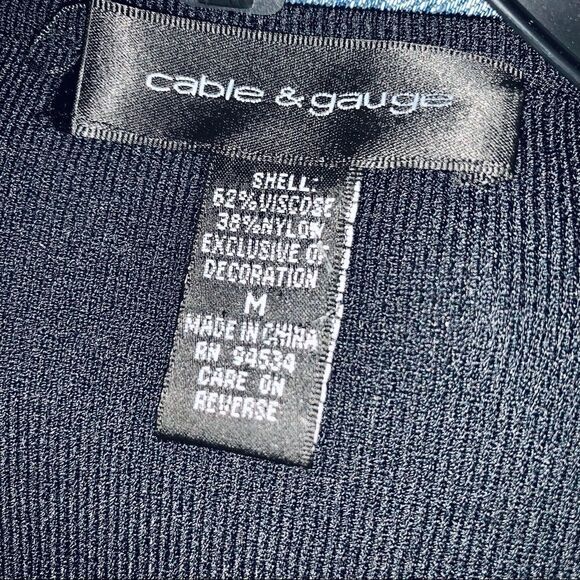 cable & gauge
SHELL:
62%VISCOSE
38%NYLON
EXCLUSIVE OF
DECORATION
M
MADE IN CHINA
RN 94534
CARE ON
REVERSE